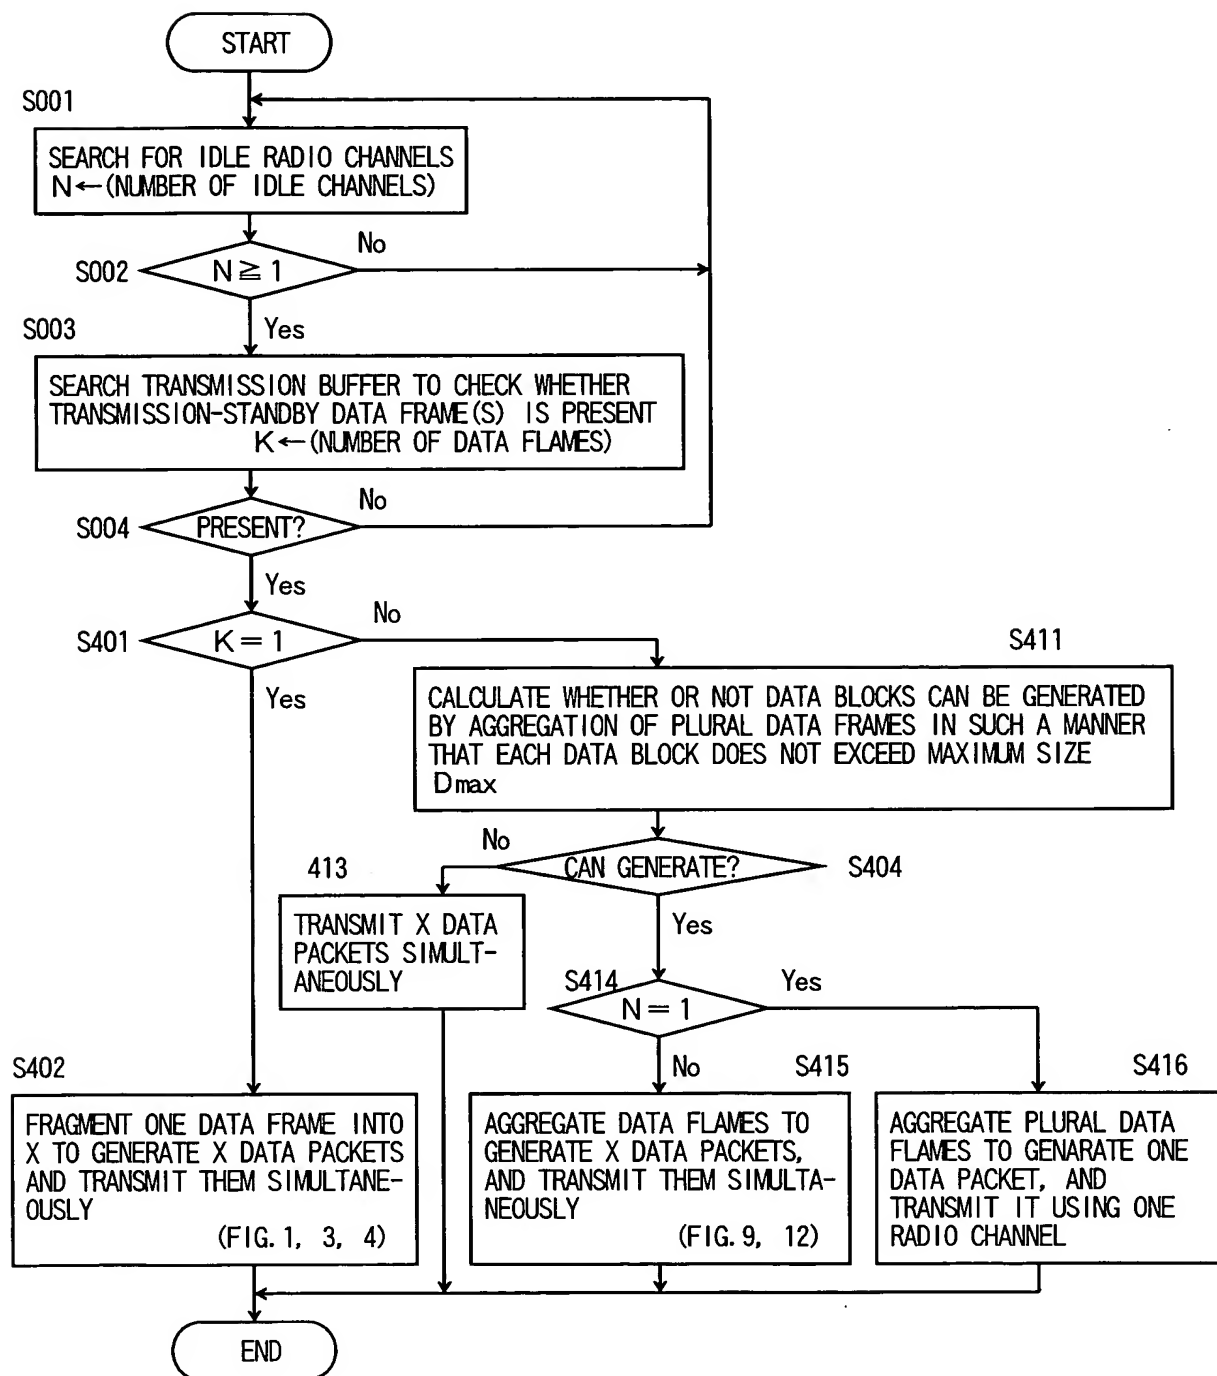 START
S001
SEARCH FOR IDLE RADIO CHANNELS
N←(NUMBER OF IDLE CHANNELS)
No
S002
N≧1
Yes
S003
SEARCH TRANSMISSION BUFFER TO CHECK WHETHER
TRANSMISSION-STANDBY DATA FRAME(S) IS PRESENT
K←(NUMBER OF DATA FLAMES)
No
S004
PRESENT?
Yes
No
S401
K=1
S411
Yes
CALCULATE WHETHER OR NOT DATA BLOCKS CAN BE GENERATED
BY AGGREGATION OF PLURAL DATA FRAMES IN SUCH A MANNER
THAT EACH DATA BLOCK DOES NOT EXCEED MAXIMUM SIZE
Dmax
No
CAN GENERATE?
S404
413
TRANSMIT X DATA
PACKETS SIMULT-
ANEOUSLY
Yes
S414
N=1
Yes
No
S402
FRAGMENT ONE DATA FRAME INTO
X TO GENERATE X DATA PACKETS
AND TRANSMIT THEM SIMULTANE-
OUSLY
(FIG. 1, 3, 4)
S415
AGGREGATE DATA FLAMES TO
GENERATE X DATA PACKETS,
AND TRANSMIT THEM SIMULTA-
NEOUSLY
(FIG. 9, 12)
S416
AGGREGATE PLURAL DATA
FLAMES TO GENARATE ONE
DATA PACKET, AND
TRANSMIT IT USING ONE
RADIO CHANNEL
END